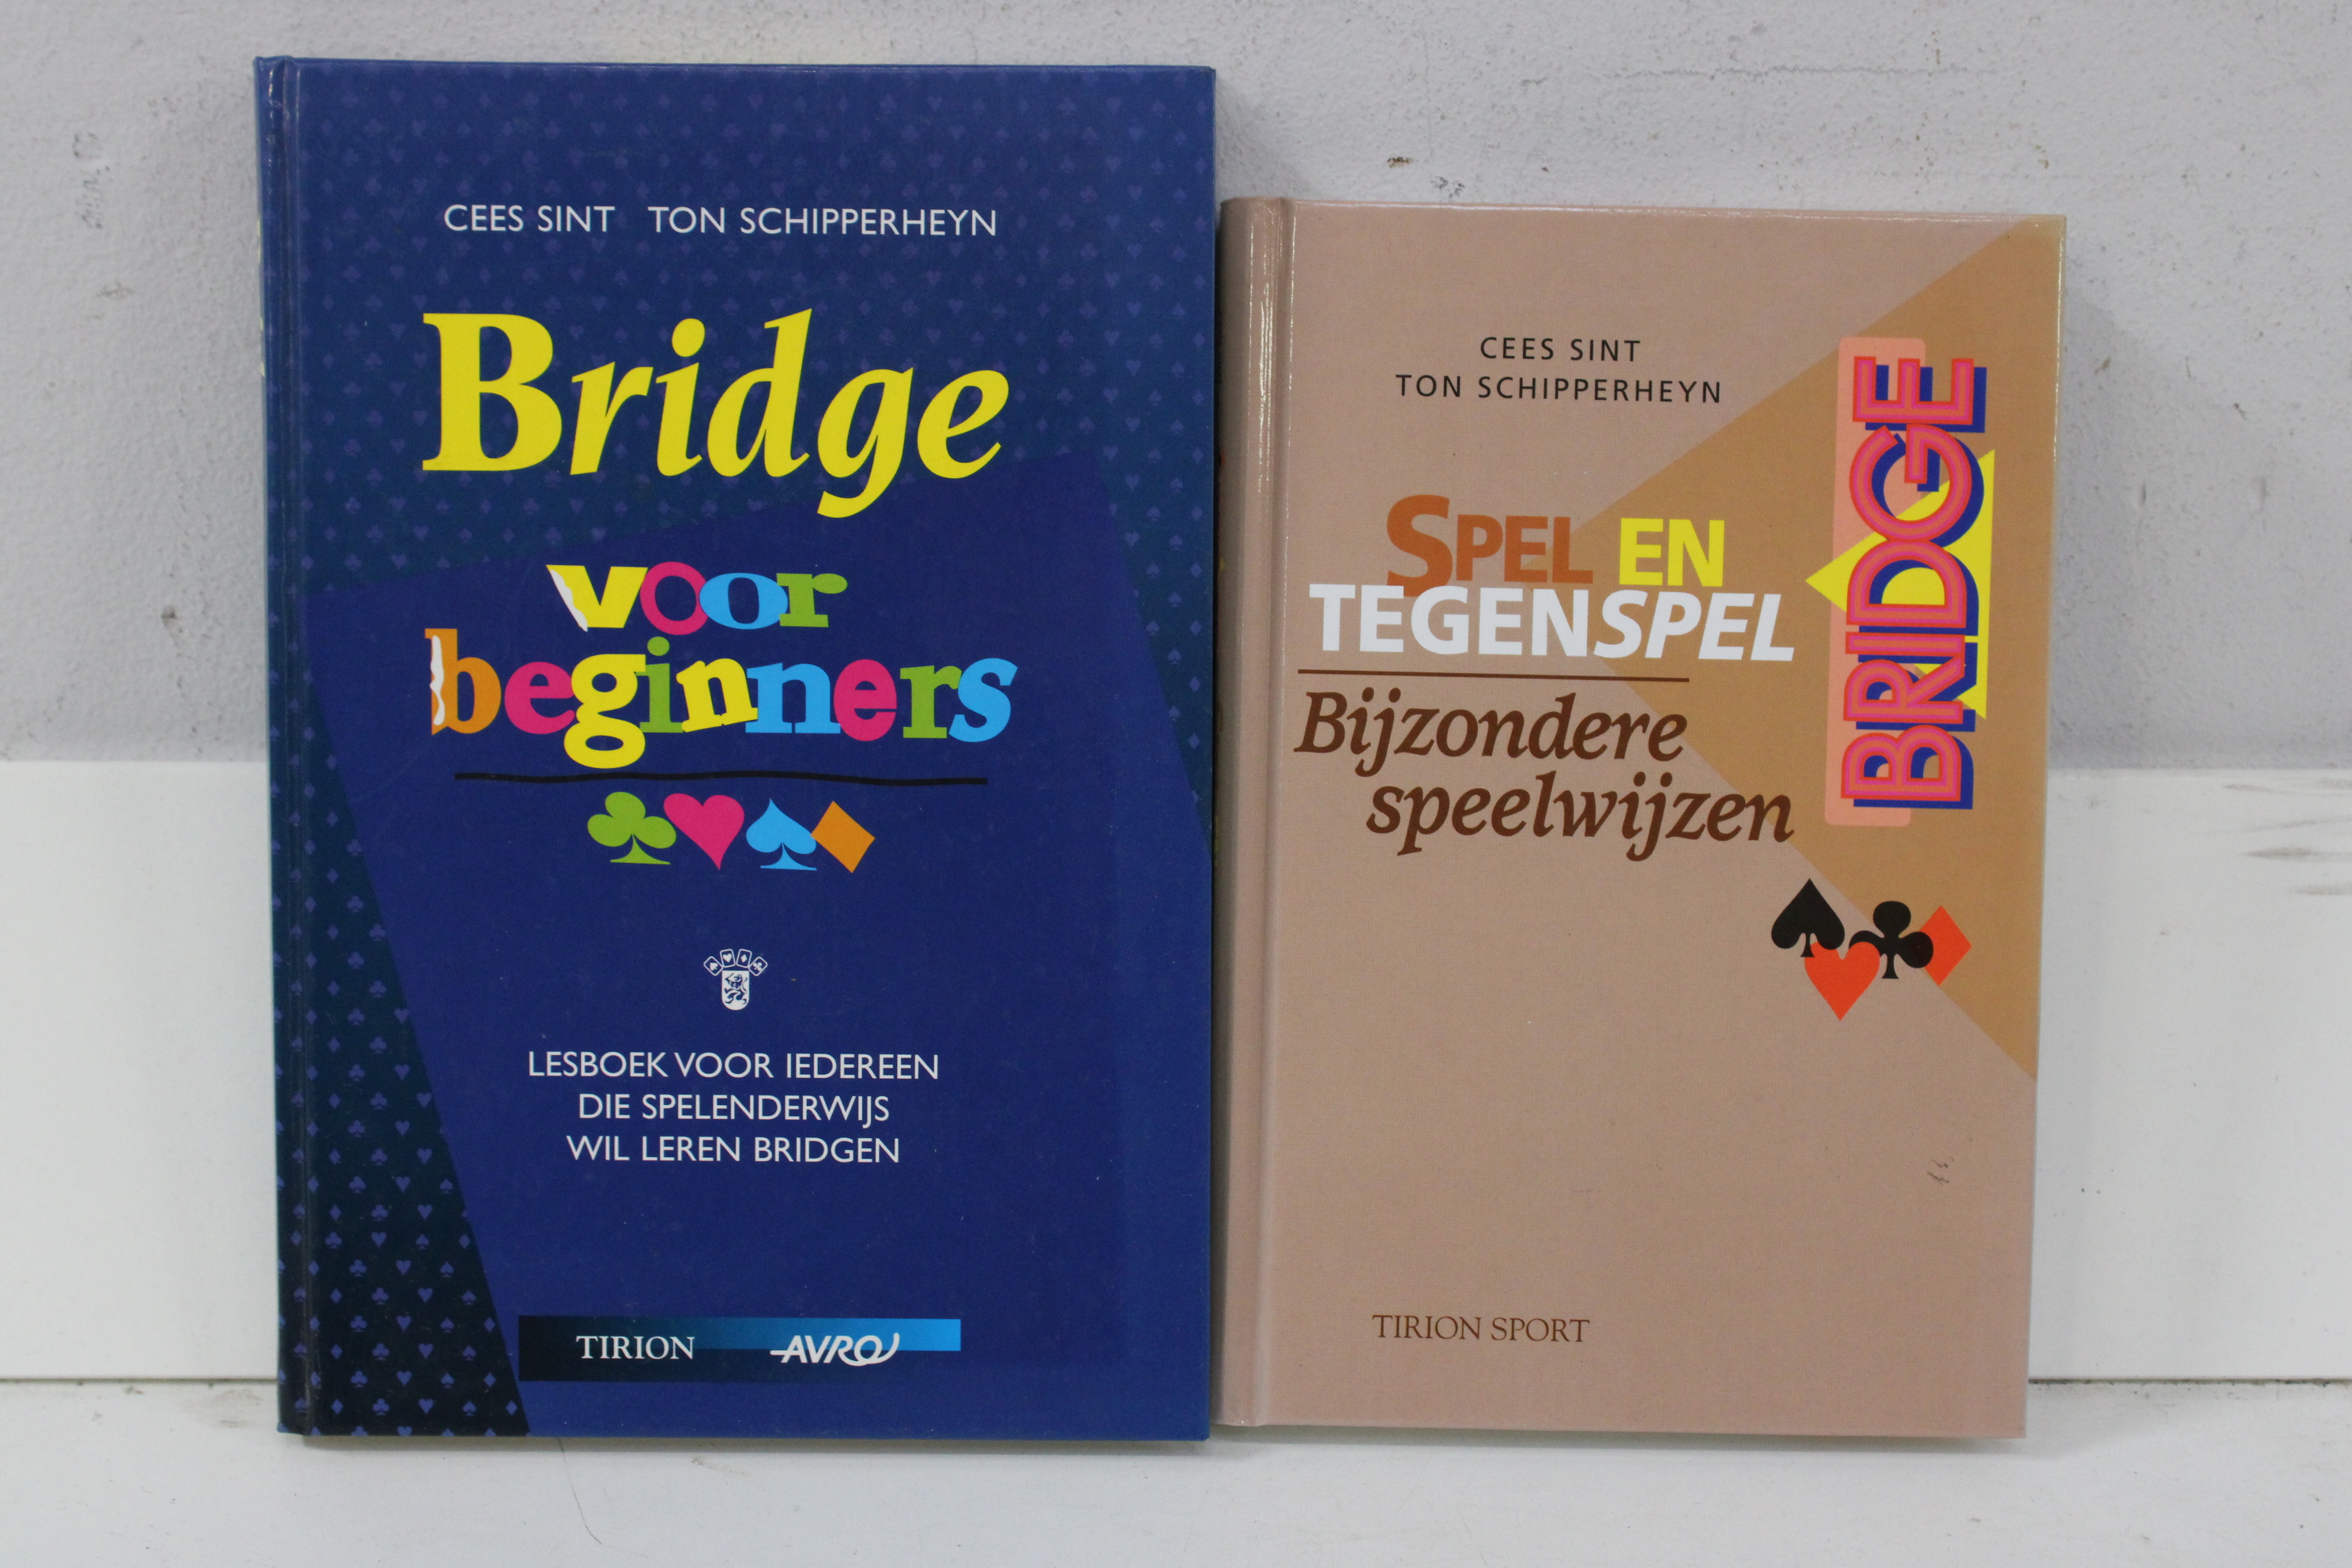 CEES SINT TON SCHIPPERHEYN
Bridge
voor
beginners
LESBOEK VOOR IEDEREEN
DIE SPELENDERWIJS
WIL LEREN BRIDGEN
TIRION AVRO
CEES SINT
TON SCHIPPERHEYN
SPEL EN
TEGENSPEL
Bijzondere
speelwijzen
BRIDGE
TIRION SPORT